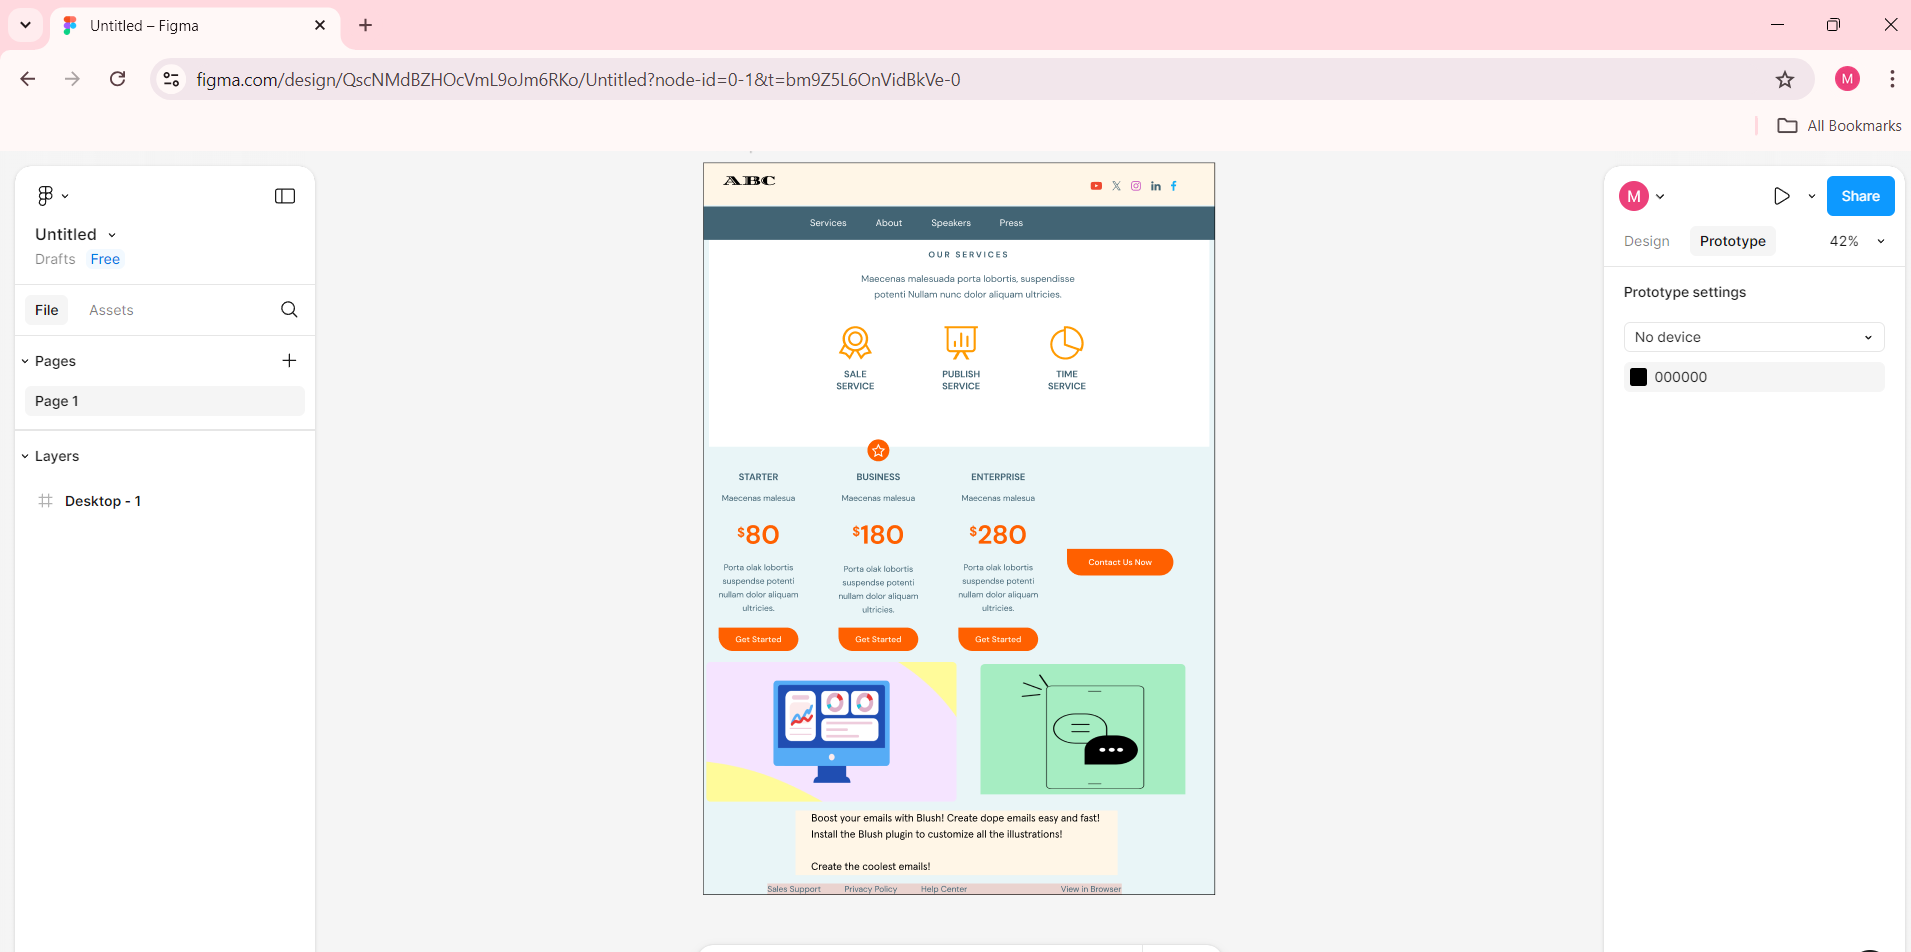 Untitled – Figma
figma.com/design/QscNMdBZHOcVmL9oJm6RKo/Untitled?node-id=0-1&t=bm9Z5L6OnVidBkVe-0
M
All Bookmarks
Untitled
Drafts Free
File Assets
Pages
Page 1
Layers
Desktop - 1
ABC
Services About Speakers Press
OUR SERVICES
Maecenas malesuada porta lobortis, suspendisse
potenti Nullam nunc dolor aliquam ultricies.
SALE
SERVICE
PUBLISH
SERVICE
TIME
SERVICE
STARTER
Maecenas malesua
$80
Porta olak lobortis
suspendse potenti
nullam dolor aliquam
ultricies.
Get Started
BUSINESS
Maecenas malesua
$180
Porta olak lobortis
suspendse potenti
nullam dolor aliquam
ultricies.
Get Started
ENTERPRISE
Maecenas malesua
$280
Porta olak lobortis
suspendse potenti
nullam dolor aliquam
ultricies.
Get Started
Contact Us Now
Boost your emails with Blush! Create dope emails easy and fast!
Install the Blush plugin to customize all the illustrations!
Create the coolest emails!
Sales Support Privacy Policy Help Center View in Browser
M
Share
Design Prototype 42%
Prototype settings
No device
000000